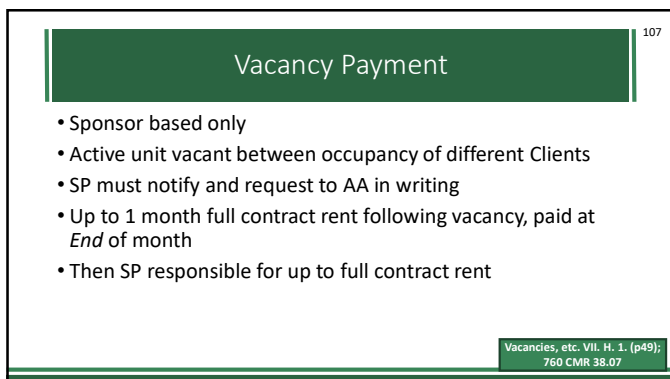 107
Vacancy Payment
• Sponsor based only
• Active unit vacant between occupancy of different Clients
• SP must notify and request to AA in writing
• Up to 1 month full contract rent following vacancy, paid at
End of month
• Then SP responsible for up to full contract rent
Vacancies, etc. VII. H. 1. (p49);
760 CMR 38.07